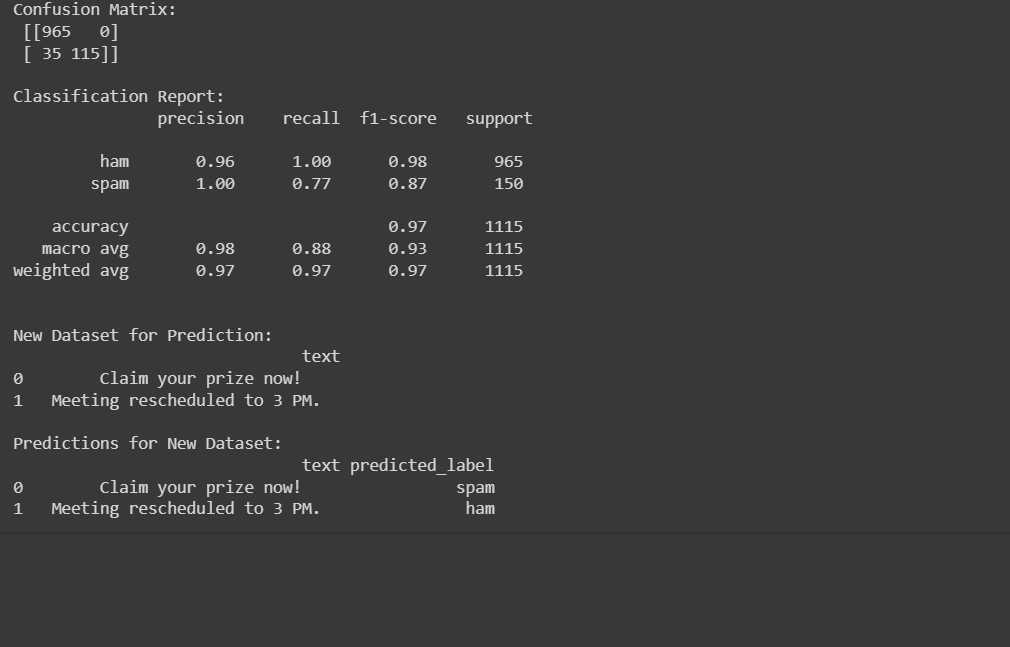 Confusion Matrix:
 [[965   0]
 [ 35 115]]

Classification Report:
               precision    recall  f1-score   support

         ham       0.96      1.00      0.98       965
        spam       1.00      0.77      0.87       150

    accuracy                           0.97      1115
   macro avg       0.98      0.88      0.93      1115
weighted avg       0.97      0.97      0.97      1115


New Dataset for Prediction:
                              text
0        Claim your prize now!
1   Meeting rescheduled to 3 PM.

Predictions for New Dataset:
                              text predicted_label
0        Claim your prize now!                spam
1   Meeting rescheduled to 3 PM.               ham